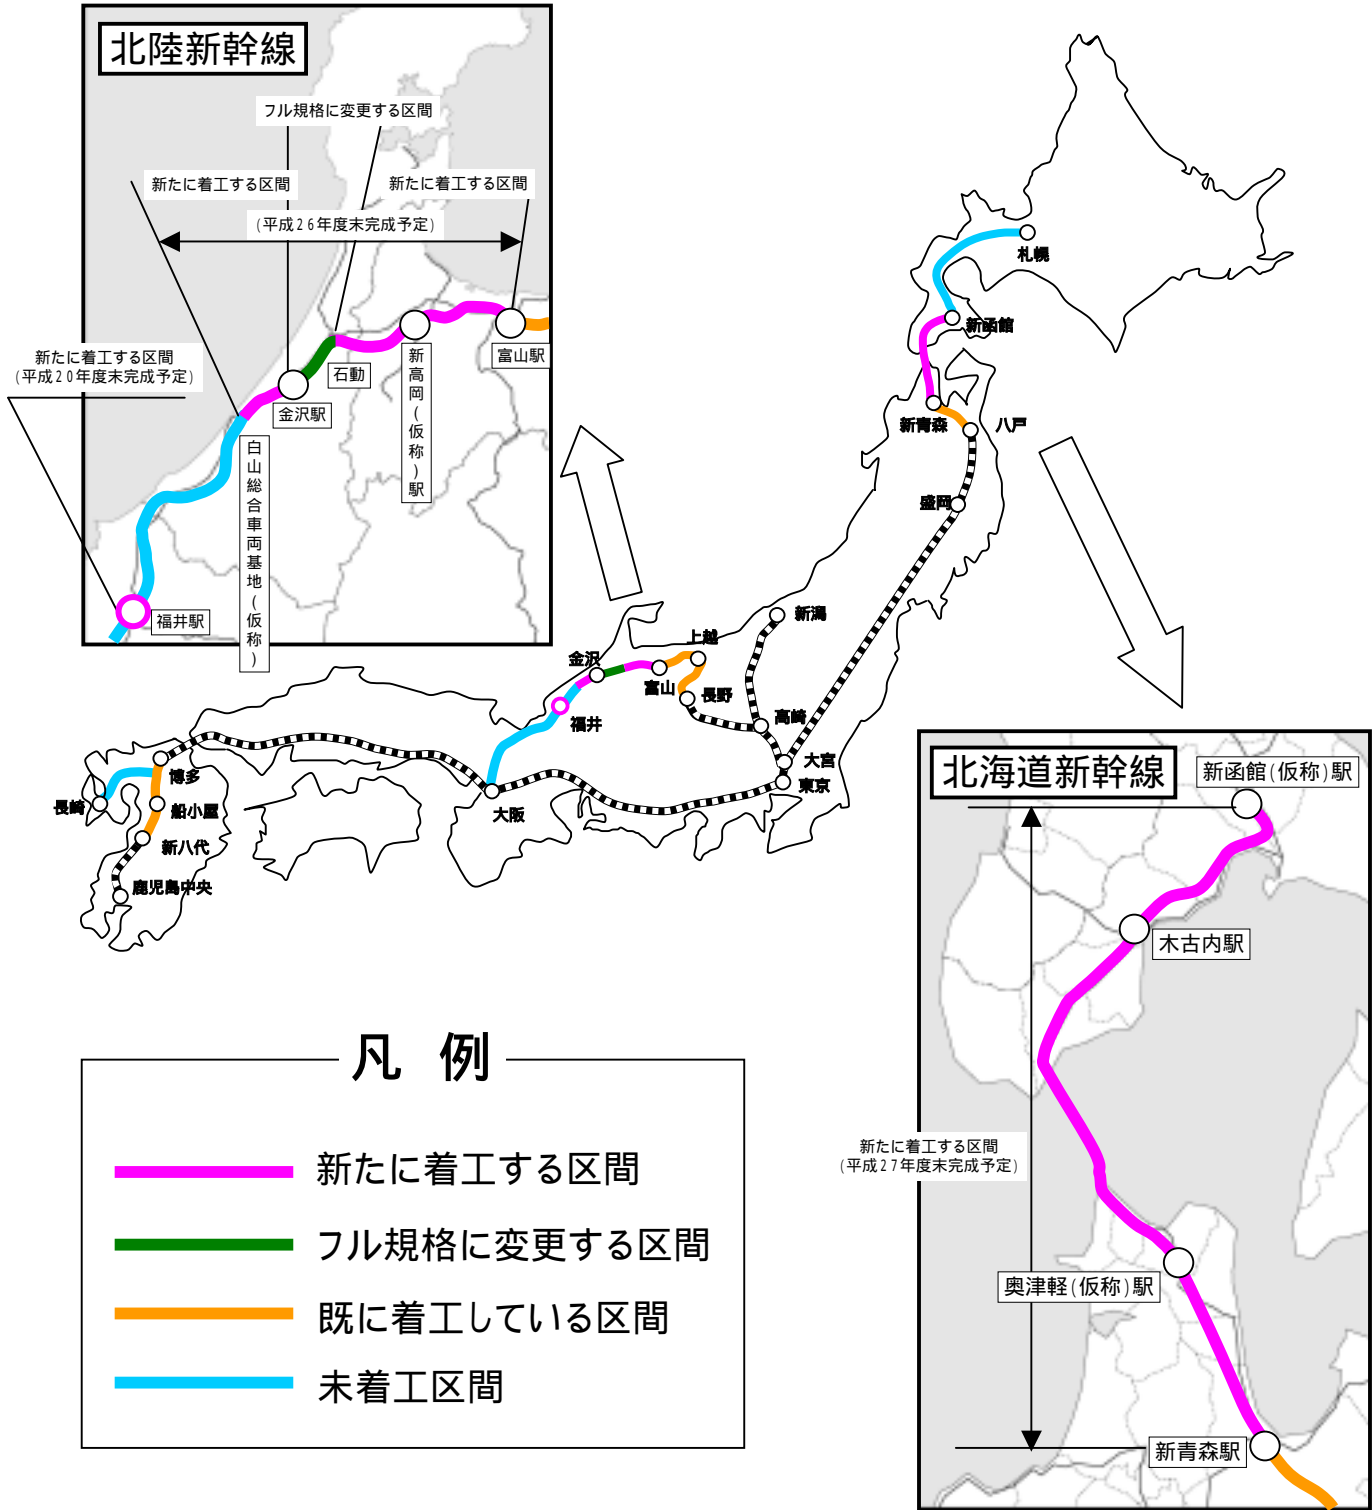 北陸新幹線
フル規格に変更する区間
新たに着工する区間
新たに着工する区間
(平成26年度末完成予定)
新たに着工する区間
(平成20年度末完成予定)
富山駅
新高岡(仮称)駅
石動
金沢駅
白山総合車両基地(仮称)
福井駅
札幌
新函館
新青森
八戸
盛岡
新潟
上越
金沢
富山
長野
福井
高崎
大宮
東京
大阪
博多
長崎
船小屋
新八代
鹿児島中央
北海道新幹線
新函館(仮称)駅
木古内駅
新たに着工する区間
(平成27年度末完成予定)
奥津軽(仮称)駅
新青森駅
凡 例
新たに着工する区間
フル規格に変更する区間
既に着工している区間
未着工区間